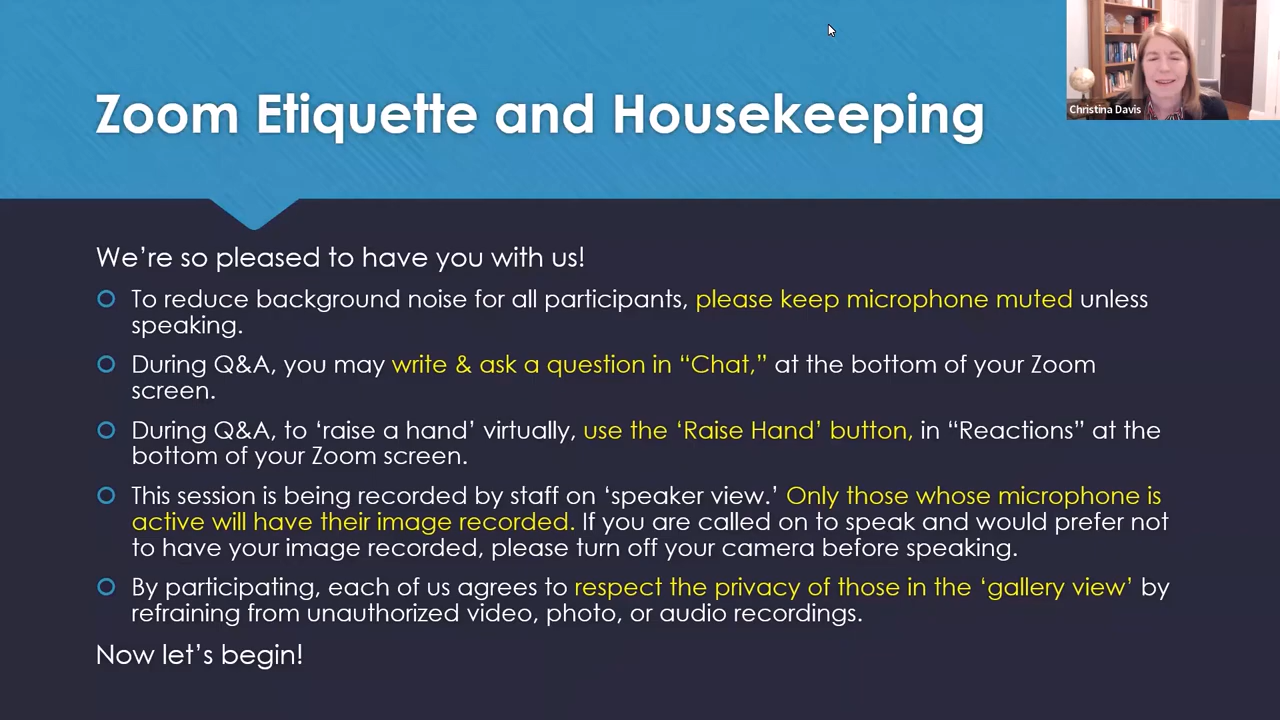 Zoom Etiquette and Housekeeping
Christina Davis
We’re so pleased to have you with us!
To reduce background noise for all participants, please keep microphone muted unless
speaking.
During Q&A, you may write & ask a question in “Chat,” at the bottom of your Zoom
screen.
During Q&A, to ‘raise a hand’ virtually, use the ‘Raise Hand’ button, in “Reactions” at the
bottom of your Zoom screen.
This session is being recorded by staff on ‘speaker view.’ Only those whose microphone is
active will have their image recorded. If you are called on to speak and would prefer not
to have your image recorded, please turn off your camera before speaking.
By participating, each of us agrees to respect the privacy of those in the ‘gallery view’ by
refraining from unauthorized video, photo, or audio recordings.
Now let’s begin!